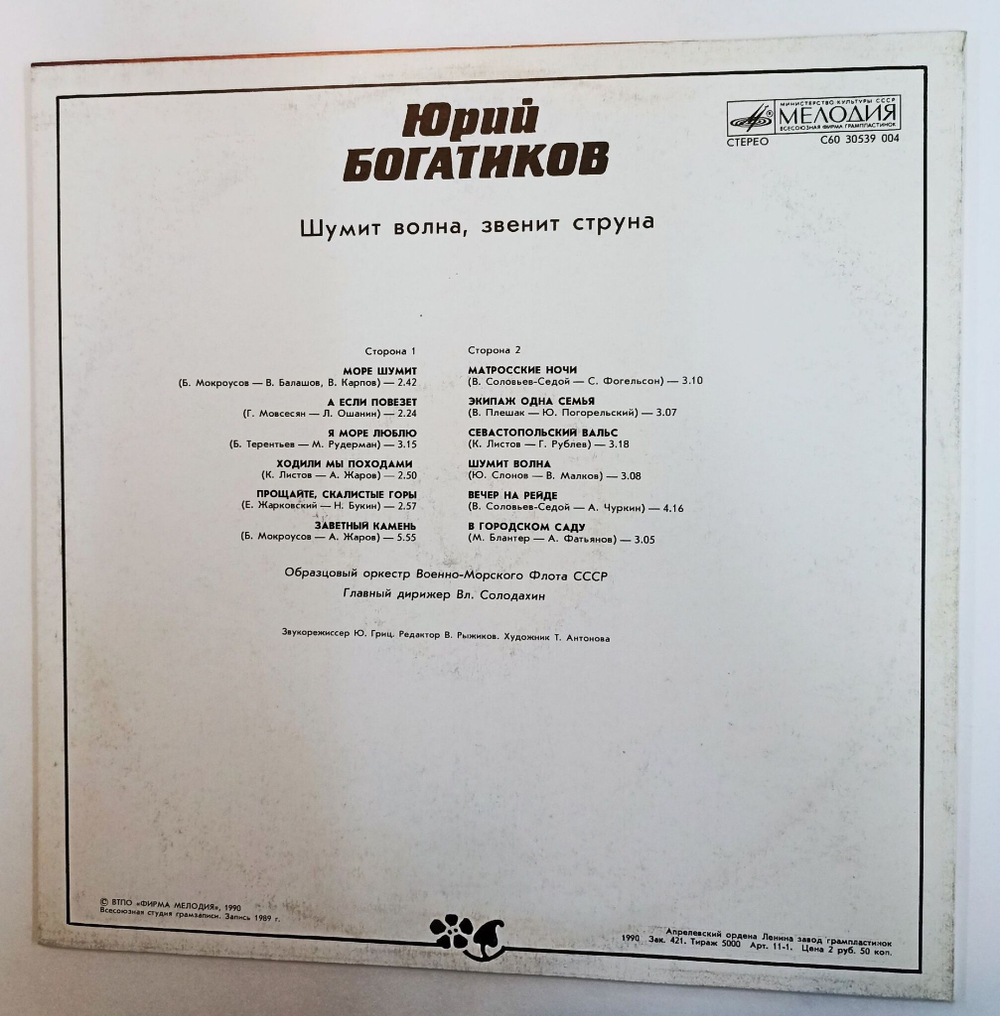 Юрий
БОГАТИКОВ
МИНИСТЕРСТВО КУЛЬТУРЫ СССР
МЕЛОДИЯ
ВСЕСОЮЗНАЯ ФИРМА ГРАМПЛАСТИНОК
СТЕРЕО
С60 30539 004
Шумит волна, звенит струна
Сторона 1
МОРЕ ШУМИТ
(Б. Мокроусов — В. Балашов, В. Карпов) — 2.42
А ЕСЛИ ПОВЕЗЕТ
(Г. Мовсесян — Л. Ошанин) — 2.24
Я МОРЕ ЛЮБЛЮ
(Б. Терентьев — М. Рудерман) — 3.15
ХОДИЛИ МЫ ПОХОДАМИ
(К. Листов — А. Жаров) — 2.50
ПРОЩАЙТЕ, СКАЛИСТЫЕ ГОРЫ
(Е. Жарковский — Н. Букин) — 2.57
ЗАВЕТНЫЙ КАМЕНЬ
(Б. Мокроусов — А. Жаров) — 5.55
Сторона 2
МАТРОССКИЕ НОЧИ
(В. Соловьев-Седой — С. Фогельсон) — 3.10
ЭКИПАЖ ОДНА СЕМЬЯ
(В. Плешак — Ю. Погорельский) — 3.07
СЕВАСТОПОЛЬСКИЙ ВАЛЬС
(К. Листов — Г. Рублев) — 3.18
ШУМИТ ВОЛНА
(Ю. Слонов — В. Малков) — 3.08
ВЕЧЕР НА РЕЙДЕ
(В. Соловьев-Седой — А. Чуркин) — 4.16
В ГОРОДСКОМ САДУ
(М. Блантер — А. Фатьянов) — 3.05
Образцовый оркестр Военно-Морского Флота СССР
Главный дирижер Вл. Солодахин
Звукорежиссер Ю. Гриц. Редактор В. Рыжиков. Художник Т. Антонова
© ВТПО «ФИРМА МЕЛОДИЯ», 1990
Всесоюзная студия грамзаписи. Запись 1989 г.
Апрелевский ордена Ленина завод грампластинок
1990 Зак. 421. Тираж 5000 Арт. 11-1. Цена 2 руб. 50 коп.